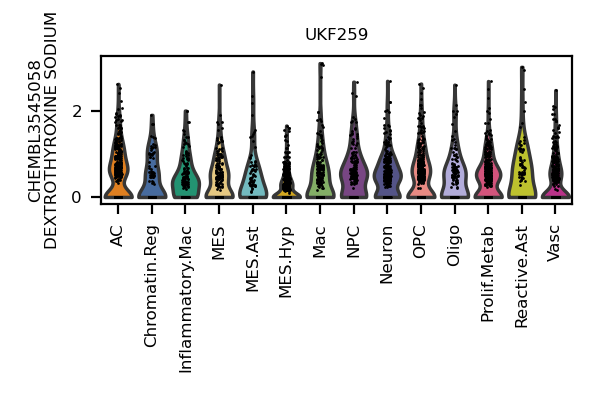 UKF259
CHEMBL3545058
DEXTROTHYROXINE SODIUM
2
0
AC
Chromatin.Reg
Inflammatory.Mac
MES
MES.Ast
MES.Hyp
Mac
NPC
Neuron
OPC
Oligo
Prolif.Metab
Reactive.Ast
Vasc